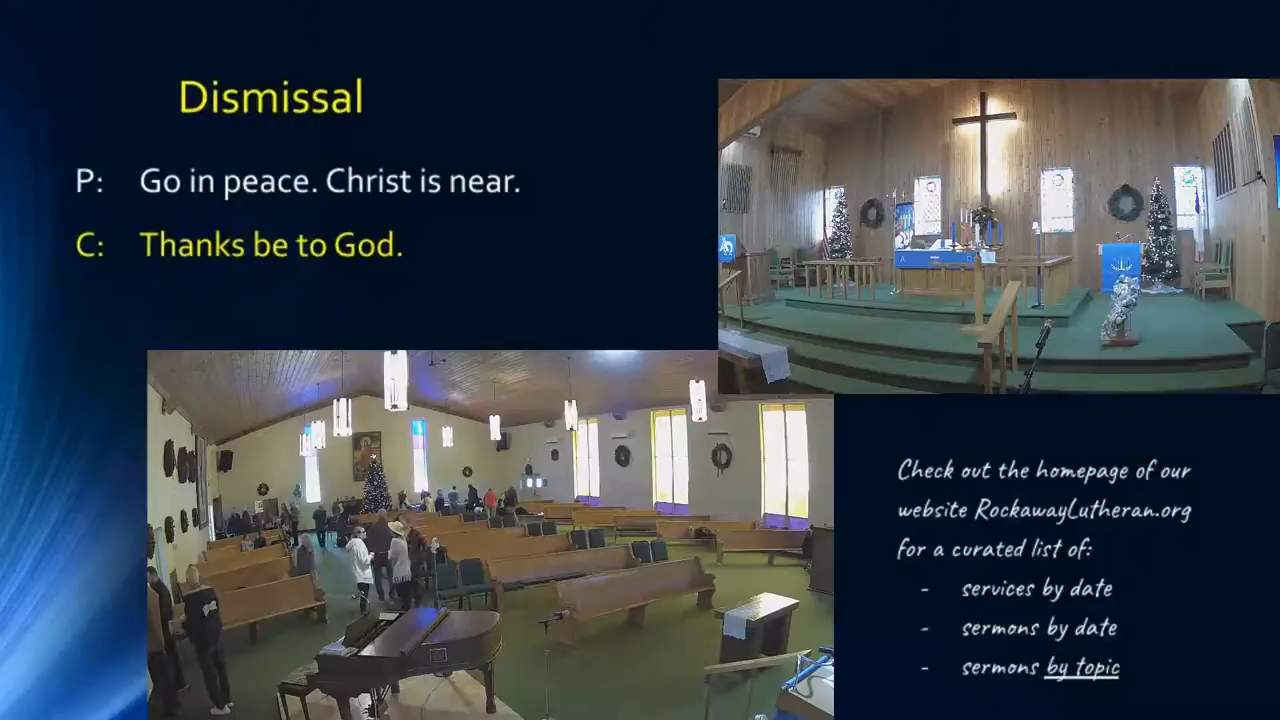 Dismissal
P: Go in peace. Christ is near.
C: Thanks be to God.
Check out the homepage of our
website RockawayLutheran.org
for a curated list of:
- services by date
- sermons by date
- sermons by topic